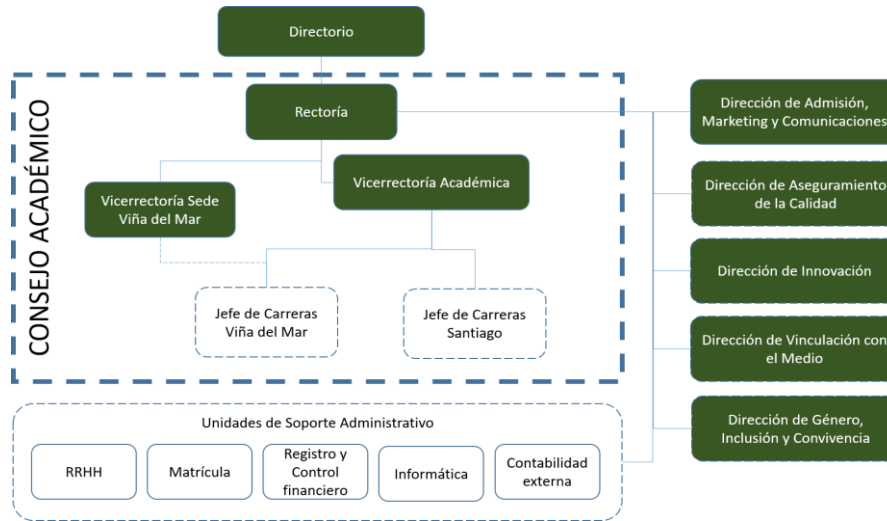 Directorio
CONSEJO ACADÉMICO
Rectoría
Vicerrectoría Sede
Viña del Mar
Vicerrectoría Académica
Jefe de Carreras
Viña del Mar
Jefe de Carreras
Santiago
Dirección de Admisión,
Marketing y Comunicaciones
Dirección de Aseguramiento
de la Calidad
Dirección de Innovación
Dirección de Vinculación con
el Medio
Dirección de Género,
Inclusión y Convivencia
Unidades de Soporte Administrativo
RRHH
Matrícula
Registro y
Control
financiero
Informática
Contabilidad
externa